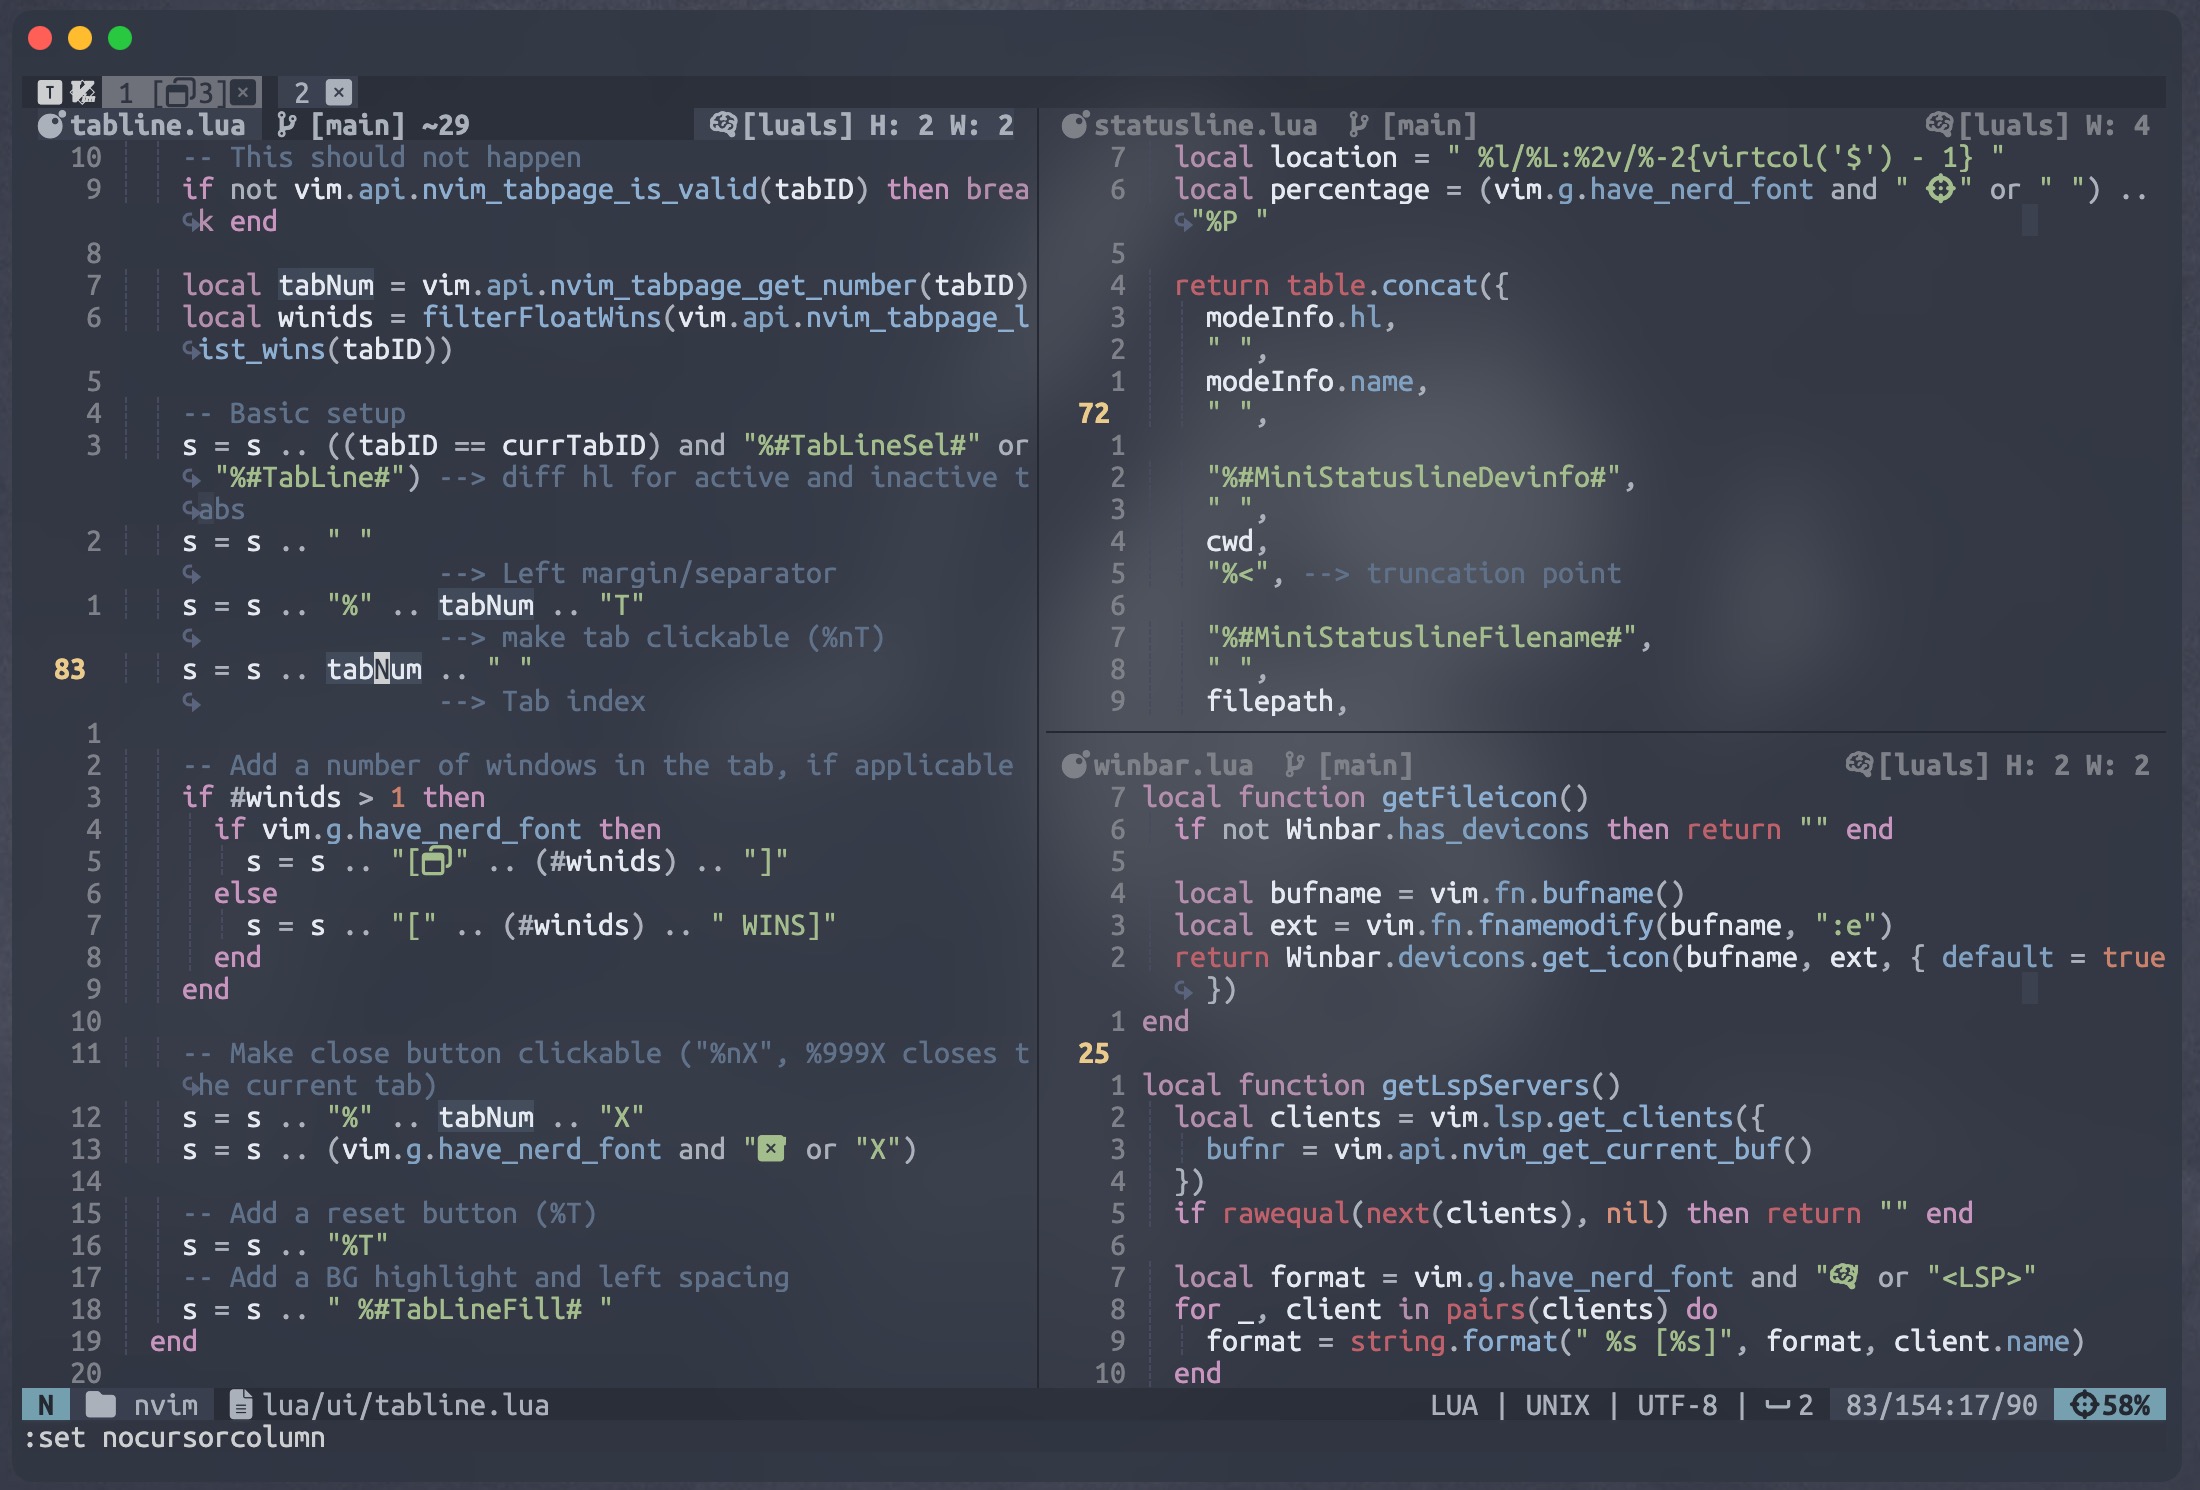 T 1 [3] × 2 ×
tabline.lua [main] ~29 [luals] H: 2 W: 2
10 -- This should not happen
9 if not vim.api.nvim_tabpage_is_valid(tabID) then brea
k end
8
7 local tabNum = vim.api.nvim_tabpage_get_number(tabID)
6 local winids = filterFloatWins(vim.api.nvim_tabpage_l
ist_wins(tabID))
5
4 -- Basic setup
3 s = s .. ((tabID == currTabID) and "%#TabLineSel#" or
"%#TabLine#") --> diff hl for active and inactive t
abs
2 s = s .. " "
--> Left margin/separator
1 s = s .. "%" .. tabNum .. "T"
--> make tab clickable (%nT)
83 s = s .. tabNum .. " "
--> Tab index
1
2 -- Add a number of windows in the tab, if applicable
3 if #winids > 1 then
4 if vim.g.have_nerd_font then
5 s = s .. "[" .. (#winids) .. "]"
6 else
7 s = s .. "[" .. (#winids) .. " WINS]"
8 end
9 end
10
11 -- Make close button clickable ("%nX", %999X closes t
he current tab)
12 s = s .. "%" .. tabNum .. "X"
13 s = s .. (vim.g.have_nerd_font and "×" or "X")
14
15 -- Add a reset button (%T)
16 s = s .. "%T"
17 -- Add a BG highlight and left spacing
18 s = s .. " %#TabLineFill# "
19 end
20
statusline.lua [main] [luals] W: 4
7 local location = " %l/%L:%2v/%-2{virtcol('$') - 1} "
6 local percentage = (vim.g.have_nerd_font and " " or " ") ..
"%P "
5
4 return table.concat({
3 modeInfo.hl,
2 " ",
1 modeInfo.name,
72 " ",
1
2 "%#MiniStatuslineDevinfo#",
3 " ",
4 cwd,
5 "%<", --> truncation point
6
7 "%#MiniStatuslineFilename#",
8 " ",
9 filepath,
winbar.lua [main] [luals] H: 2 W: 2
7 local function getFileicon()
6 if not Winbar.has_devicons then return "" end
5
4 local bufname = vim.fn.bufname()
3 local ext = vim.fn.fnamemodify(bufname, ":e")
2 return Winbar.devicons.get_icon(bufname, ext, { default = true
})
1 end
25
1 local function getLspServers()
2 local clients = vim.lsp.get_clients({
3 bufnr = vim.api.nvim_get_current_buf()
4 })
5 if rawequal(next(clients), nil) then return "" end
6
7 local format = vim.g.have_nerd_font and "" or "<LSP>"
8 for _, client in pairs(clients) do
9 format = string.format(" %s [%s]", format, client.name)
10 end
N nvim lua/ui/tabline.lua LUA | UNIX | UTF-8 | 2 83/154:17/90 58%
:set nocursorcolumn